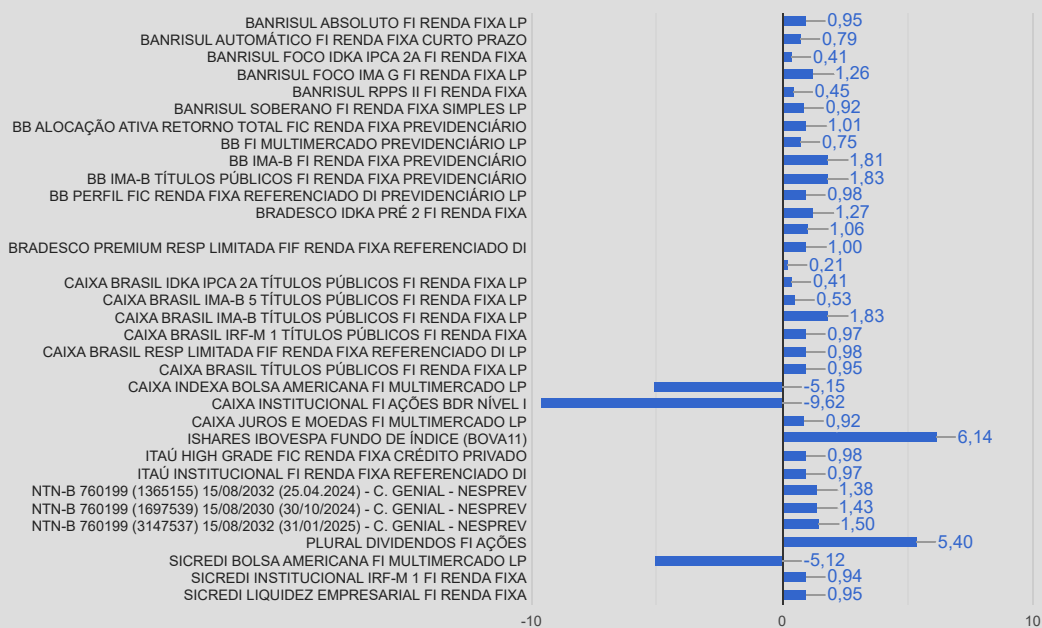 BANRISUL ABSOLUTO FI RENDA FIXA LP 0,95
BANRISUL AUTOMÁTICO FI RENDA FIXA CURTO PRAZO 0,79
BANRISUL FOCO IDKA IPCA 2A FI RENDA FIXA 0,41
BANRISUL FOCO IMA G FI RENDA FIXA LP 1,26
BANRISUL RPPS II FI RENDA FIXA 0,45
BANRISUL SOBERANO FI RENDA FIXA SIMPLES LP 0,92
BB ALOCAÇÃO ATIVA RETORNO TOTAL FIC RENDA FIXA PREVIDENCIÁRIO 1,01
BB FI MULTIMERCADO PREVIDENCIÁRIO LP 0,75
BB IMA-B FI RENDA FIXA PREVIDENCIÁRIO 1,81
BB IMA-B TÍTULOS PÚBLICOS FI RENDA FIXA PREVIDENCIÁRIO 1,83
BB PERFIL FIC RENDA FIXA REFERENCIADO DI PREVIDENCIÁRIO LP 0,98
BRADESCO IDKA PRÉ 2 FI RENDA FIXA 1,27
1,06
BRADESCO PREMIUM RESP LIMITADA FIF RENDA FIXA REFERENCIADO DI 1,00
0,21
CAIXA BRASIL IDKA IPCA 2A TÍTULOS PÚBLICOS FI RENDA FIXA LP 0,41
CAIXA BRASIL IMA-B 5 TÍTULOS PÚBLICOS FI RENDA FIXA LP 0,53
CAIXA BRASIL IMA-B TÍTULOS PÚBLICOS FI RENDA FIXA LP 1,83
CAIXA BRASIL IRF-M 1 TÍTULOS PÚBLICOS FI RENDA FIXA 0,97
CAIXA BRASIL RESP LIMITADA FIF RENDA FIXA REFERENCIADO DI LP 0,98
CAIXA BRASIL TÍTULOS PÚBLICOS FI RENDA FIXA LP 0,95
CAIXA INDEXA BOLSA AMERICANA FI MULTIMERCADO LP -5,15
CAIXA INSTITUCIONAL FI AÇÕES BDR NÍVEL I -9,62
CAIXA JUROS E MOEDAS FI MULTIMERCADO LP 0,92
ISHARES IBOVESPA FUNDO DE ÍNDICE (BOVA11) 6,14
ITAÚ HIGH GRADE FIC RENDA FIXA CRÉDITO PRIVADO 0,98
ITAÚ INSTITUCIONAL FI RENDA FIXA REFERENCIADO DI 0,97
NTN-B 760199 (1365155) 15/08/2032 (25.04.2024) - C. GENIAL - NESPREV 1,38
NTN-B 760199 (1697539) 15/08/2030 (30/10/2024) - C. GENIAL - NESPREV 1,43
NTN-B 760199 (3147537) 15/08/2032 (31/01/2025) - C. GENIAL - NESPREV 1,50
PLURAL DIVIDENDOS FI AÇÕES 5,40
SICREDI BOLSA AMERICANA FI MULTIMERCADO LP -5,12
SICREDI INSTITUCIONAL IRF-M 1 FI RENDA FIXA 0,94
SICREDI LIQUIDEZ EMPRESARIAL FI RENDA FIXA 0,95
-10 0 10